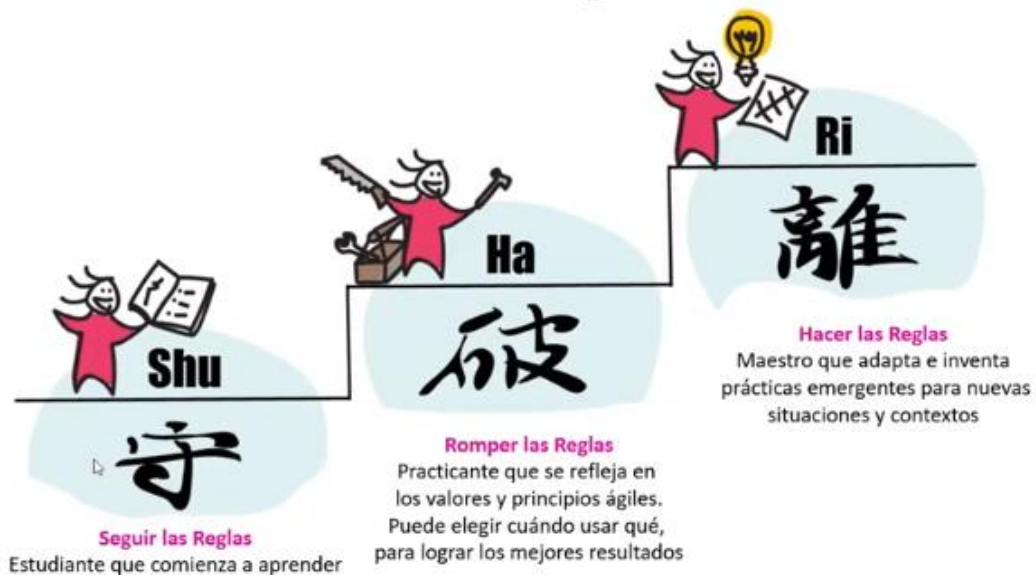 Ri
離
Hacer las Reglas
Maestro que adapta e inventa
prácticas emergentes para nuevas
situaciones y contextos
Ha
破
Romper las Reglas
Practicante que se refleja en
los valores y principios ágiles.
Puede elegir cuándo usar qué,
para lograr los mejores resultados
Shu
守
Seguir las Reglas
Estudiante que comienza a aprender